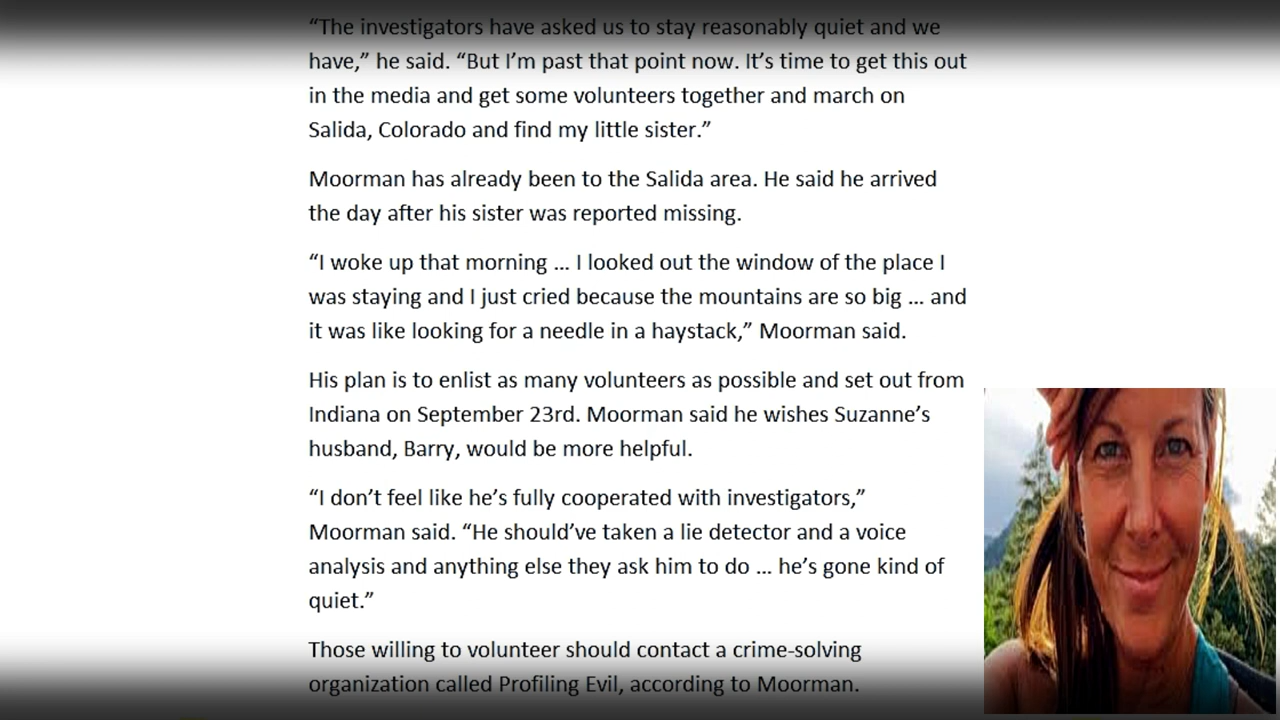 “The investigators have asked us to stay reasonably quiet and we
have,” he said. “But I’m past that point now. It’s time to get this out
in the media and get some volunteers together and march on
Salida, Colorado and find my little sister.”
Moorman has already been to the Salida area. He said he arrived
the day after his sister was reported missing.
“I woke up that morning … I looked out the window of the place I
was staying and I just cried because the mountains are so big … and
it was like looking for a needle in a haystack,” Moorman said.
His plan is to enlist as many volunteers as possible and set out from
Indiana on September 23rd. Moorman said he wishes Suzanne’s
husband, Barry, would be more helpful.
“I don’t feel like he’s fully cooperated with investigators,”
Moorman said. “He should’ve taken a lie detector and a voice
analysis and anything else they ask him to do … he’s gone kind of
quiet.”
Those willing to volunteer should contact a crime-solving
organization called Profiling Evil, according to Moorman.